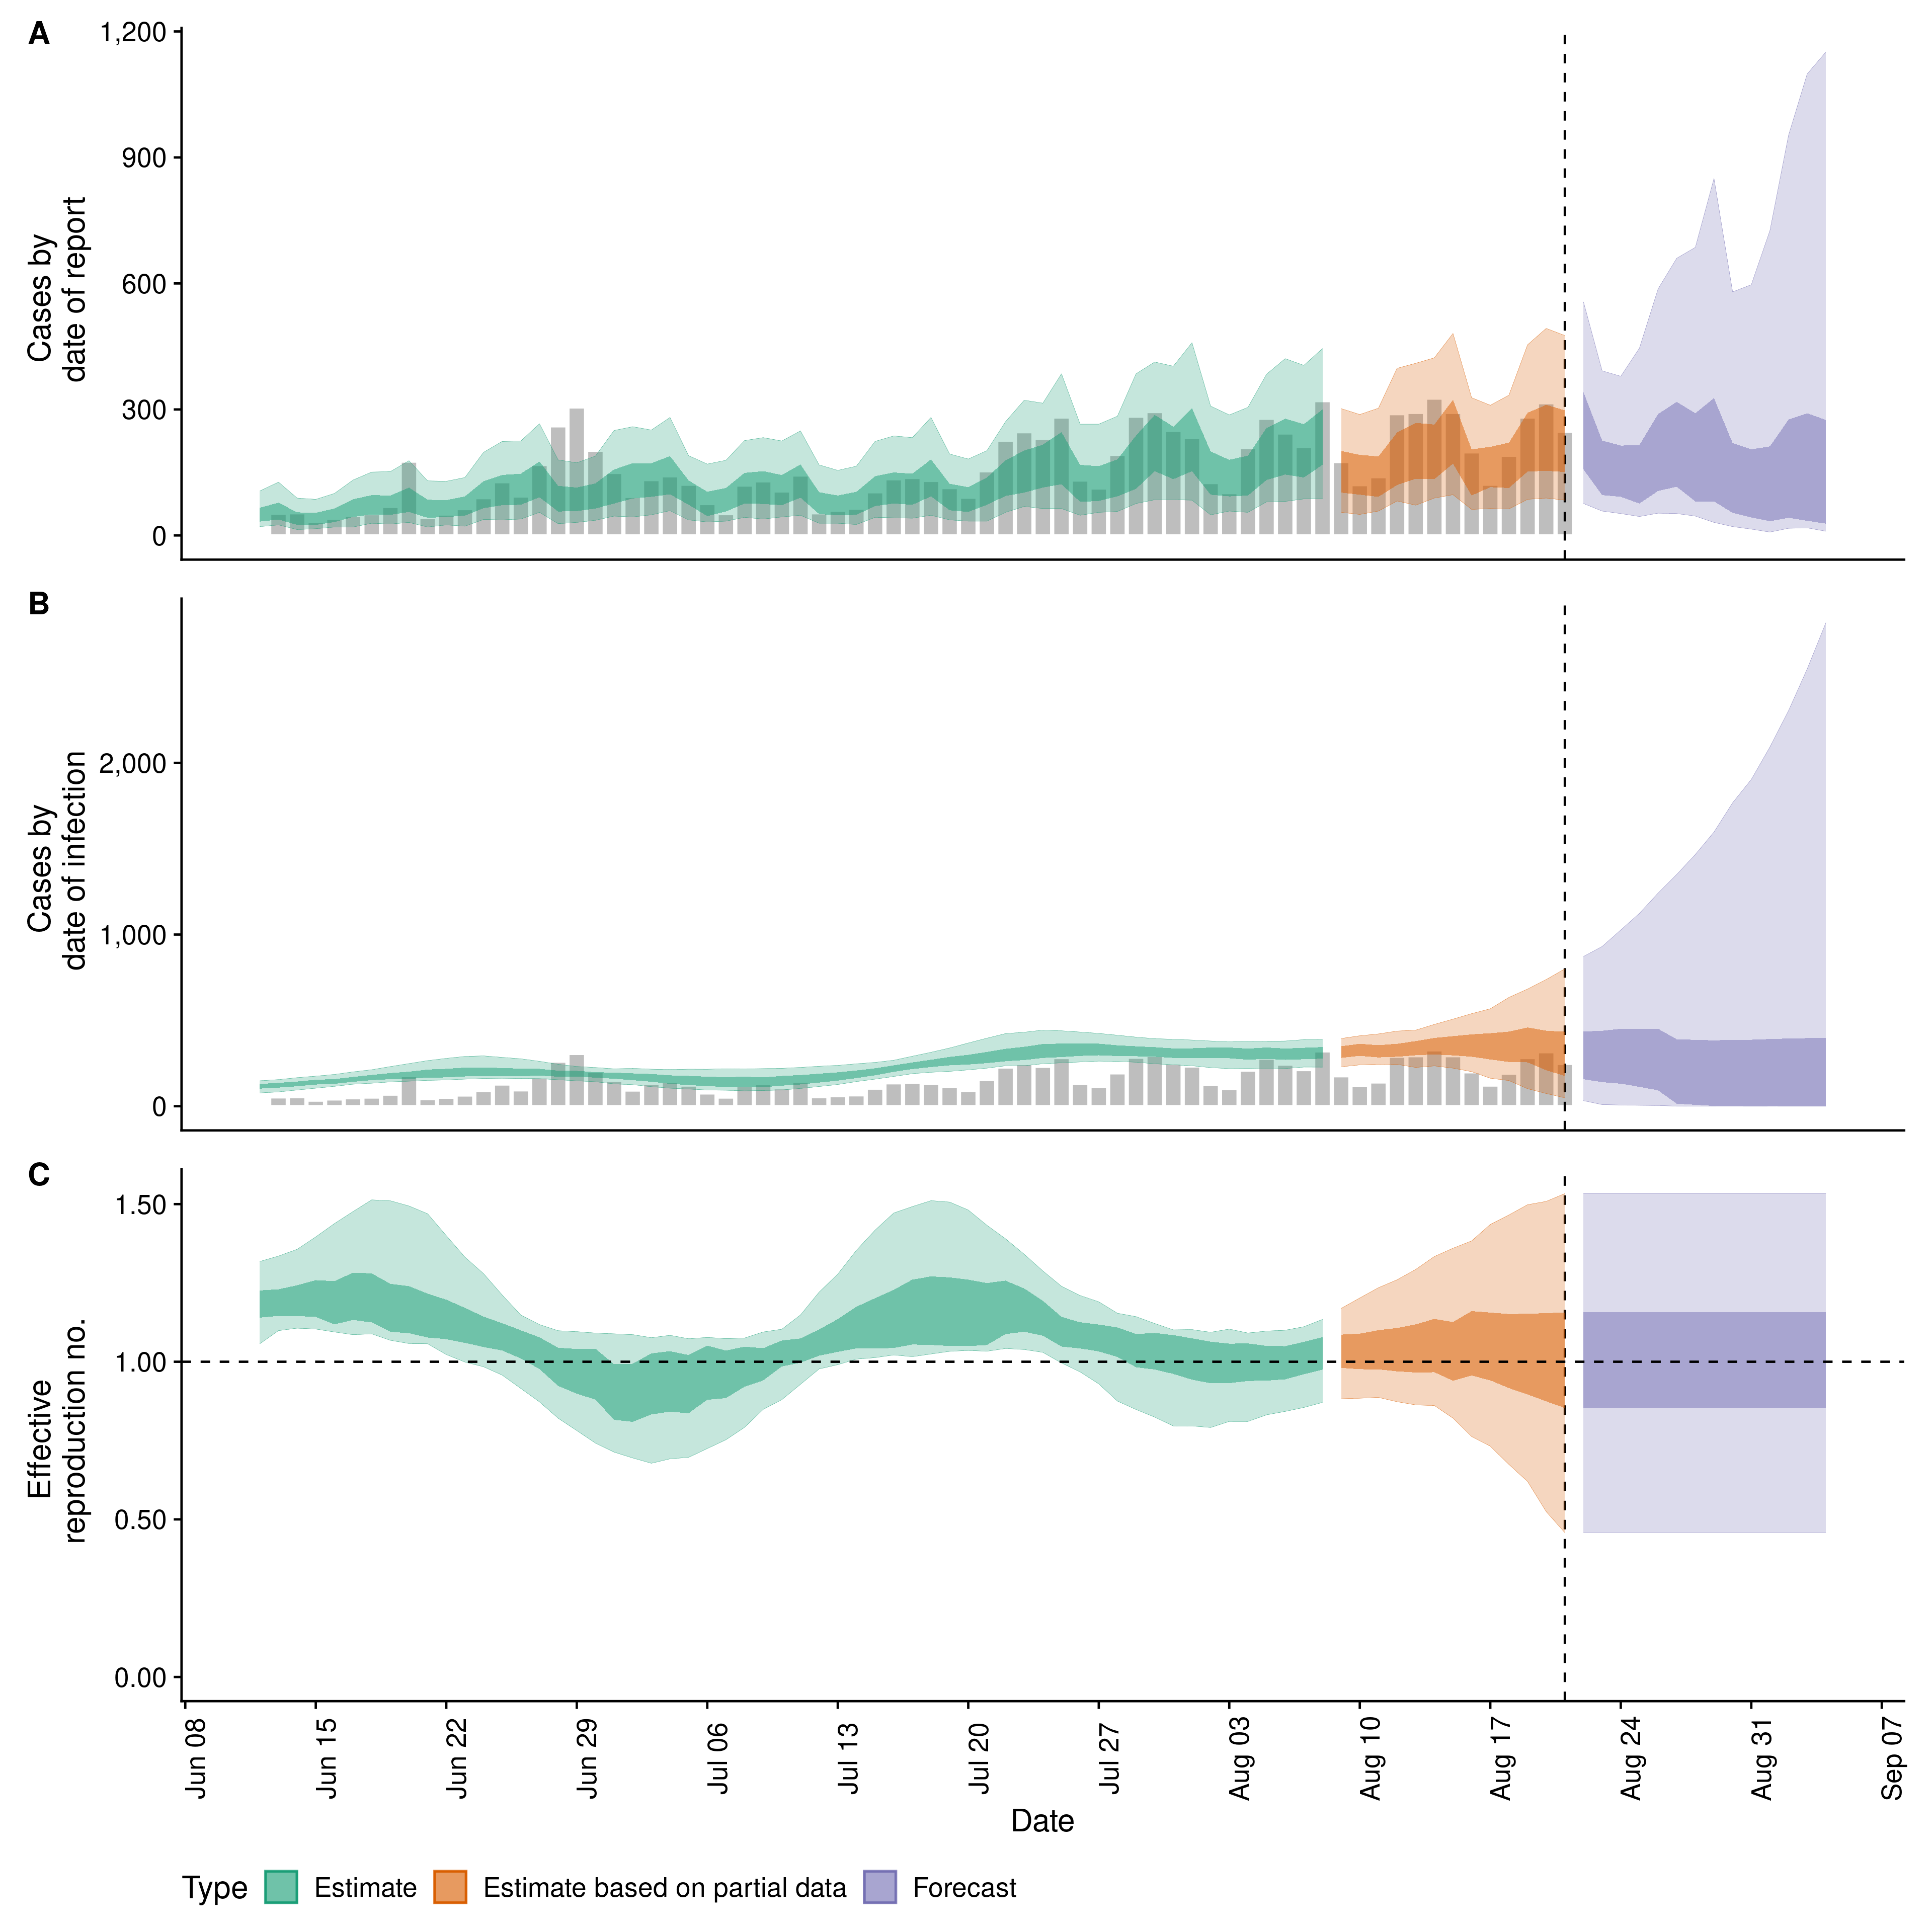 A
Cases by
date of report
1,200
900
600
300
0
B
Cases by
date of infection
2,000
1,000
0
C
Effective
reproduction no.
1.50
1.00
0.50
0.00
Jun 08
Jun 15
Jun 22
Jun 29
Jul 06
Jul 13
Jul 20
Jul 27
Aug 03
Aug 10
Aug 17
Aug 24
Aug 31
Sep 07
Date
Type Estimate Estimate based on partial data Forecast